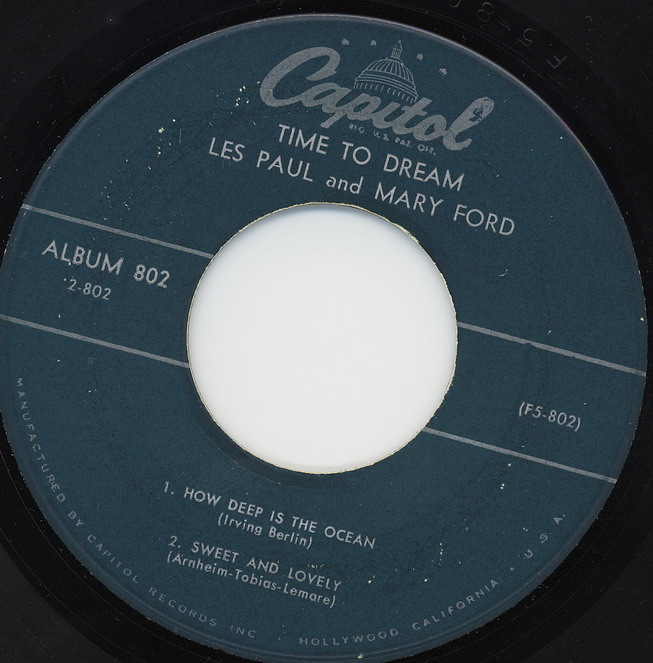 Capitol
REG. U.S. PAT. OFF.
TIME TO DREAM
LES PAUL and MARY FORD
ALBUM 802
2-802
(F5-802)
1. HOW DEEP IS THE OCEAN
(Irving Berlin)
2. SWEET AND LOVELY
(Arnheim-Tobias-Lemare)
MANUFACTURED BY CAPITOL RECORDS INC · HOLLYWOOD, CALIFORNIA · U.S.A.